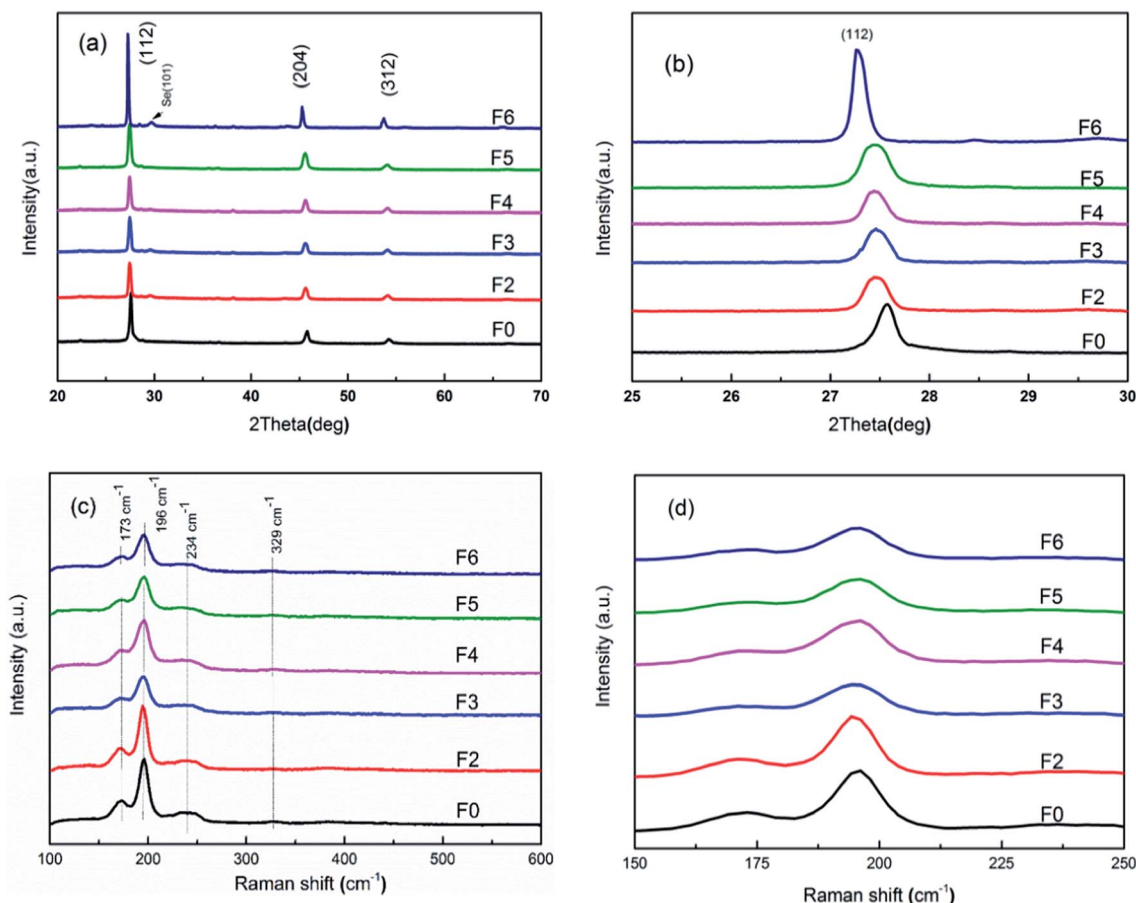 (a)
(112)
Se(101)
(204)
(312)
F6
F5
F4
F3
F2
F0
Intensity(a.u.)
20 30 40 50 60 70
2Theta(deg)
(b)
(112)
F6
F5
F4
F3
F2
F0
Intensity(a.u.)
25 26 27 28 29 30
2Theta(deg)
(c)
173 cm⁻¹
196 cm⁻¹
234 cm⁻¹
329 cm⁻¹
F6
F5
F4
F3
F2
F0
Intensity (a.u.)
100 200 300 400 500 600
Raman shift (cm⁻¹)
(d)
F6
F5
F4
F3
F2
F0
Intensity (a.u.)
150 175 200 225 250
Raman shift (cm⁻¹)